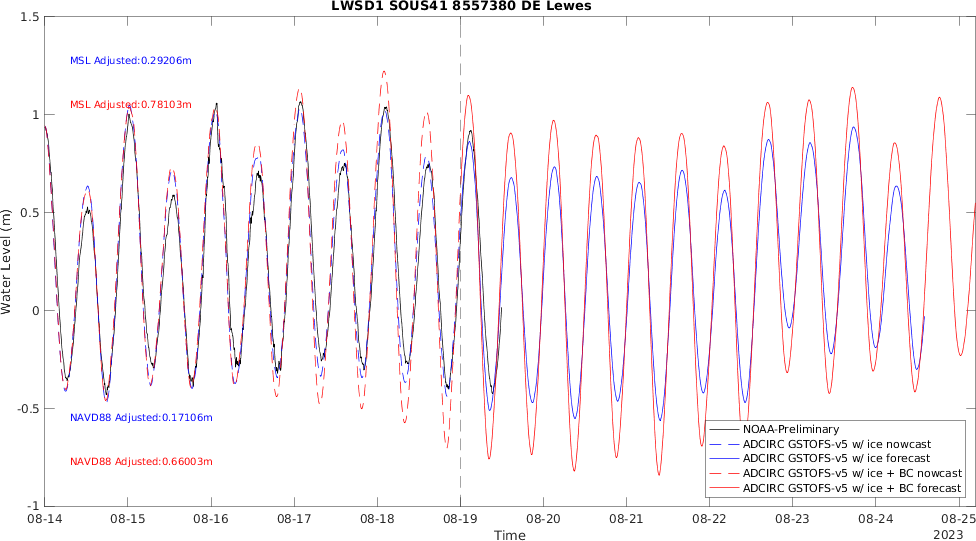 LWSD1 SOUS41 8557380 DE Lewes
1.5
MSL Adjusted:0.29206m
MSL Adjusted:0.78103m
1
0.5
Water Level (m)
0
-0.5
NAVD88 Adjusted:0.17106m
NAVD88 Adjusted:0.66003m
NOAA-Preliminary
ADCIRC GSTOFS-v5 w/ ice nowcast
ADCIRC GSTOFS-v5 w/ ice forecast
ADCIRC GSTOFS-v5 w/ ice + BC nowcast
ADCIRC GSTOFS-v5 w/ ice + BC forecast
-1
08-14 08-15 08-16 08-17 08-18 08-19 08-20 08-21 08-22 08-23 08-24 08-25
Time
2023